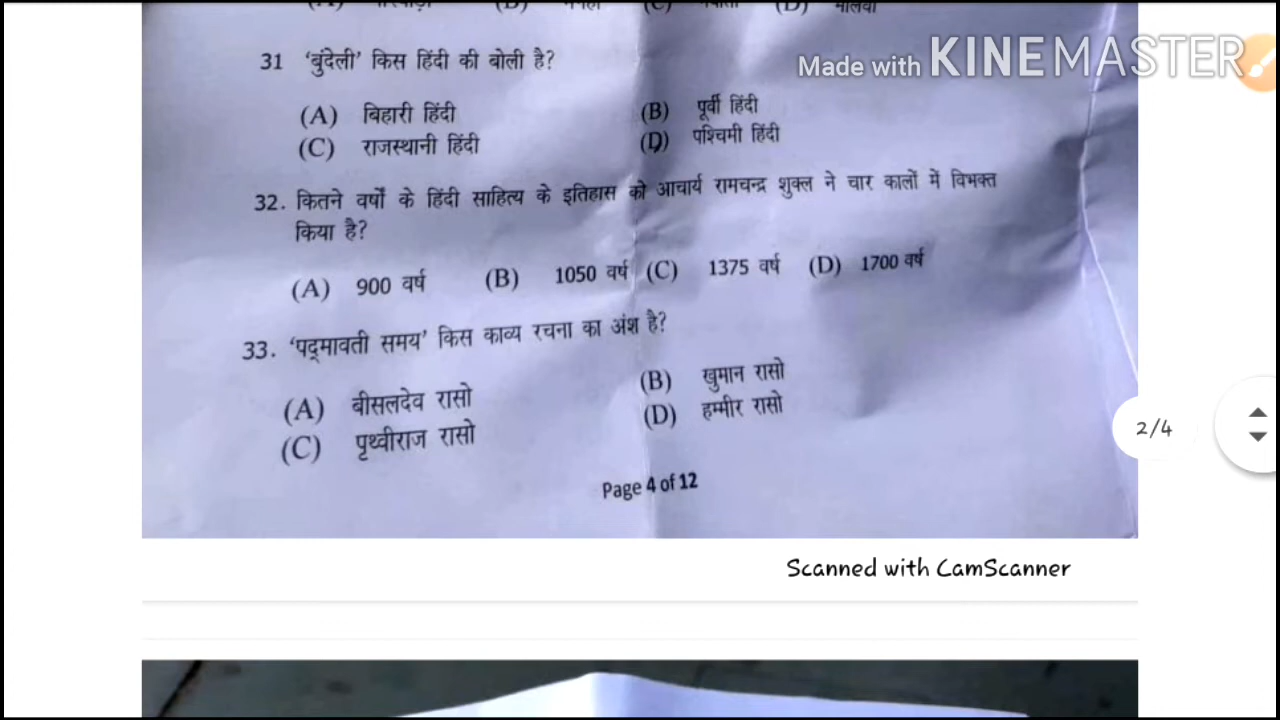 (D) मालवी
Made with KINEMASTER
31 ‘बुंदेली’ किस हिंदी की बोली है?
(A) बिहारी हिंदी (B) पूर्वी हिंदी
(C) राजस्थानी हिंदी (D) पश्चिमी हिंदी
32. कितने वर्षों के हिंदी साहित्य के इतिहास को आचार्य रामचन्द्र शुक्ल ने चार कालों में विभक्त
किया है?
(A) 900 वर्ष (B) 1050 वर्ष (C) 1375 वर्ष (D) 1700 वर्ष
33. ‘पद्मावती समय’ किस काव्य रचना का अंश है?
(A) बीसलदेव रासो (B) खुमान रासो
(C) पृथ्वीराज रासो (D) हम्मीर रासो
2/4
Page 4 of 12
Scanned with CamScanner